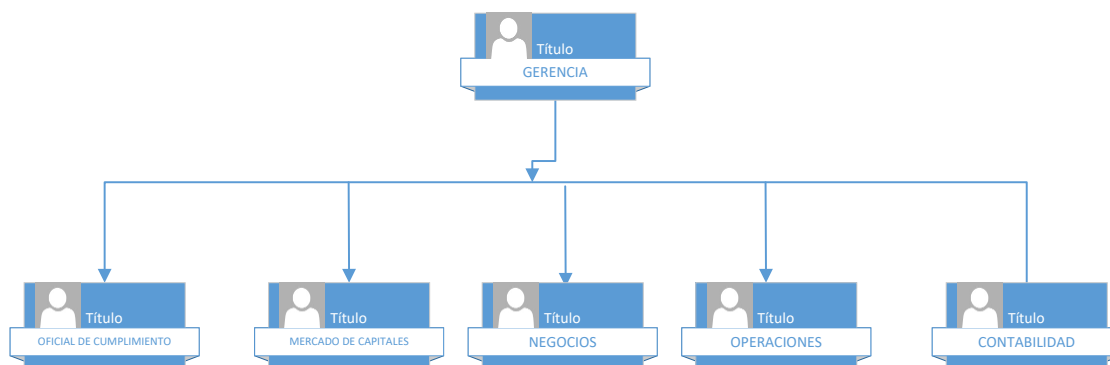 Título
GERENCIA
Título
OFICIAL DE CUMPLIMIENTO
Título
MERCADO DE CAPITALES
Título
NEGOCIOS
Título
OPERACIONES
Título
CONTABILIDAD